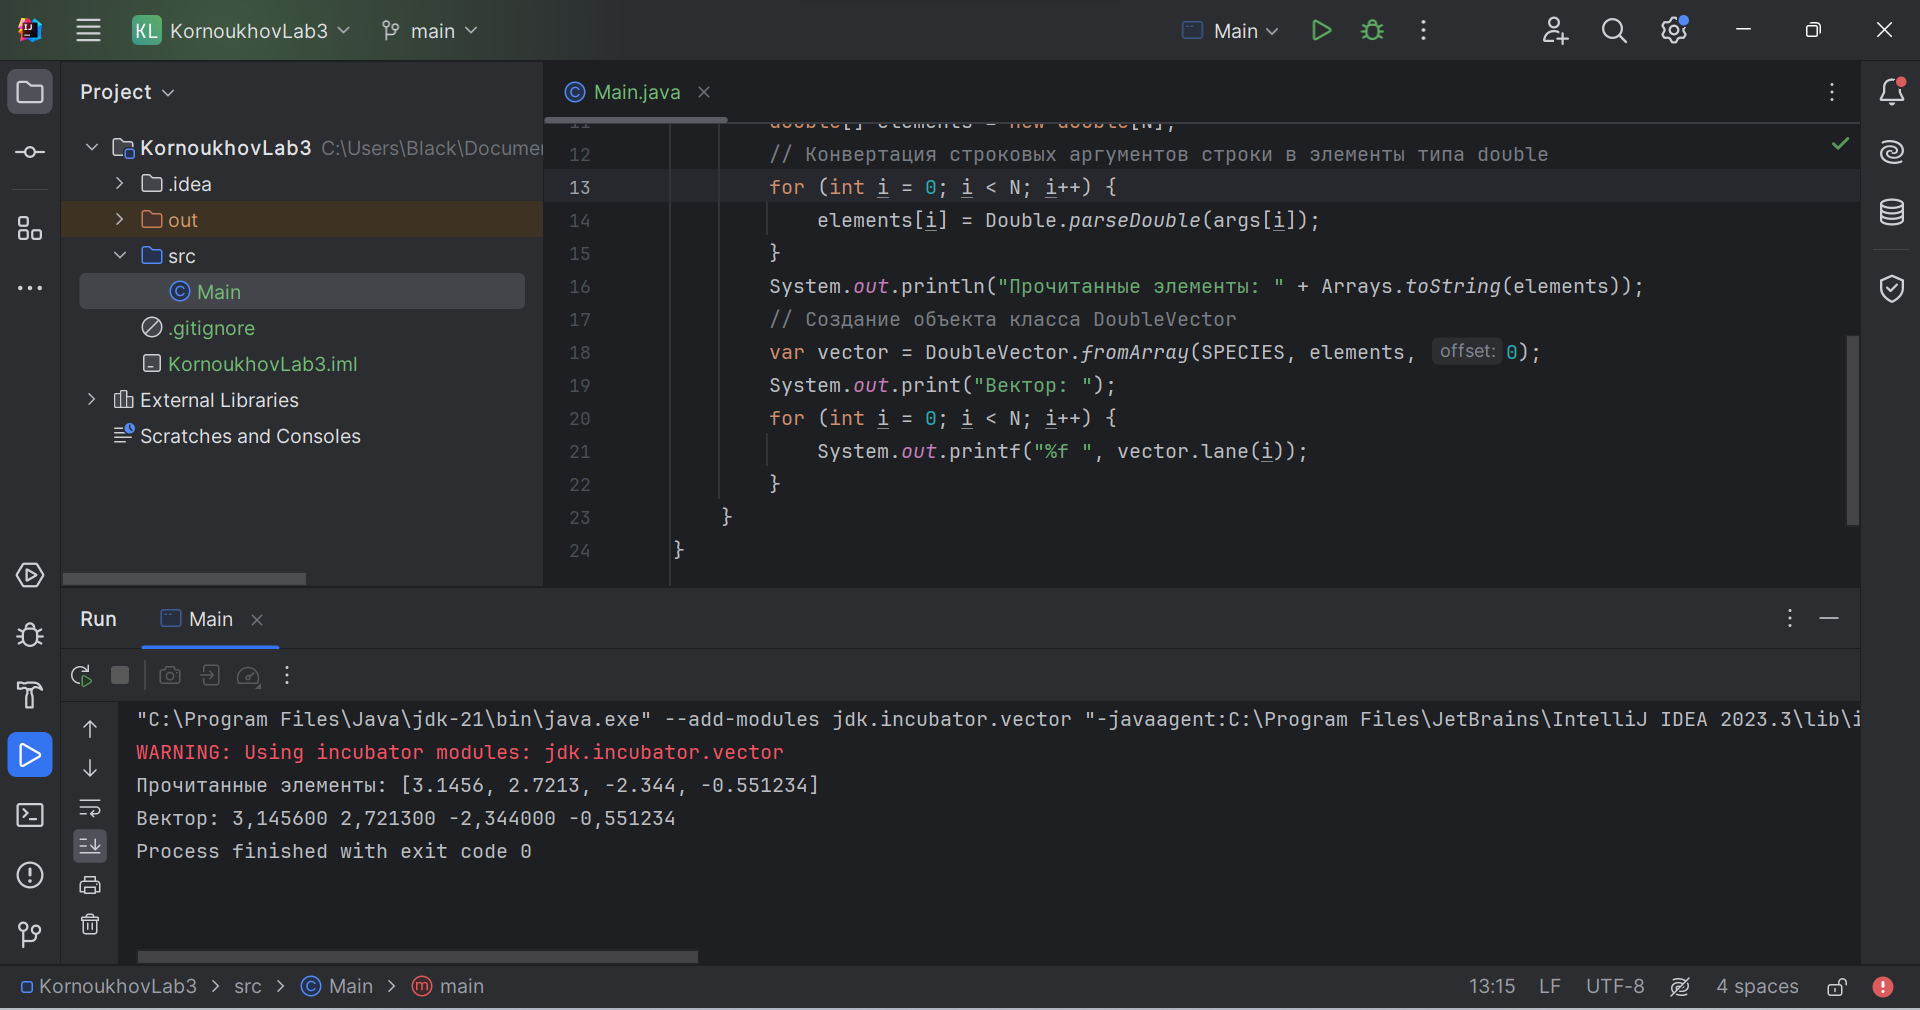 KL KornoukhovLab3 main Main
Project
Main.java
KornoukhovLab3 C:\Users\Black\Documen
.idea
out
src
Main
.gitignore
KornoukhovLab3.iml
External Libraries
Scratches and Consoles
11 double[] elements = new double[N];
12 // Конвертация строковых аргументов строки в элементы типа double
13 for (int i = 0; i < N; i++) {
14 elements[i] = Double.parseDouble(args[i]);
15 }
16 System.out.println("Прочитанные элементы: " + Arrays.toString(elements));
17 // Создание объекта класса DoubleVector
18 var vector = DoubleVector.fromArray(SPECIES, elements, offset: 0);
19 System.out.print("Вектор: ");
20 for (int i = 0; i < N; i++) {
21 System.out.printf("%f ", vector.lane(i));
22 }
23 }
24 }
Run Main
"C:\Program Files\Java\jdk-21\bin\java.exe" --add-modules jdk.incubator.vector "-javaagent:C:\Program Files\JetBrains\IntelliJ IDEA 2023.3\lib\i
WARNING: Using incubator modules: jdk.incubator.vector
Прочитанные элементы: [3.1456, 2.7213, -2.344, -0.551234]
Вектор: 3,145600 2,721300 -2,344000 -0,551234
Process finished with exit code 0
KornoukhovLab3 > src > Main > main 13:15 LF UTF-8 4 spaces